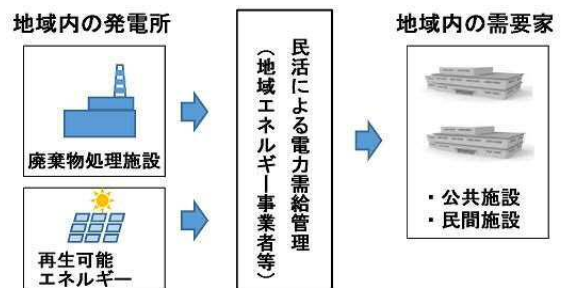 地域内の発電所
廃棄物処理施設
再生可能
エネルギー
民活による電力需給管理
（地域エネルギー事業者等）
地域内の需要家
・公共施設
・民間施設